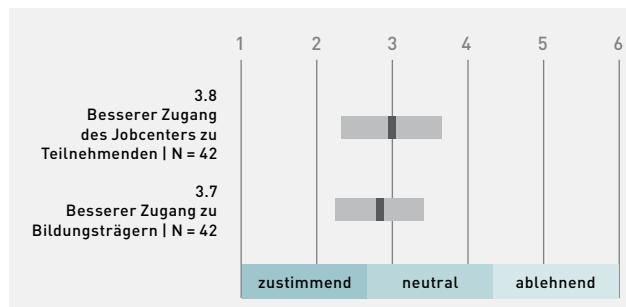 1 2 3 4 5 6
3.8
Besserer Zugang
des Jobcenters zu
Teilnehmenden | N = 42
3.7
Besserer Zugang zu
Bildungsträgern | N = 42
zustimmend neutral ablehnend